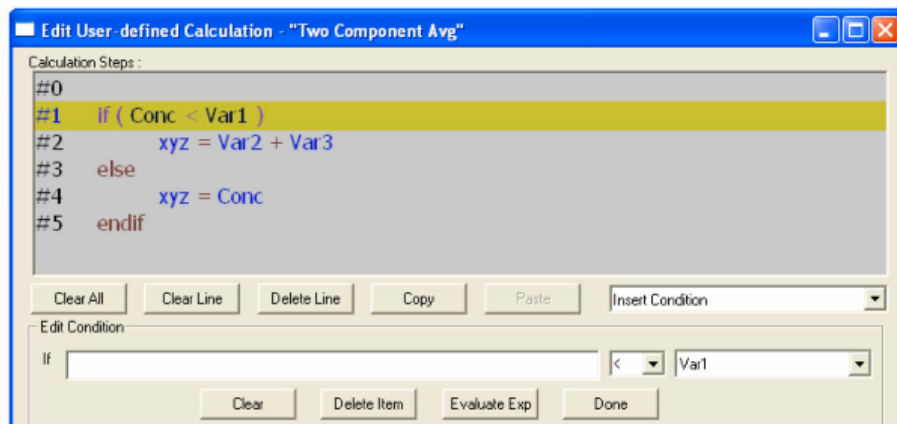 Edit User-defined Calculation - "Two Component Avg"
Calculation Steps :
#0
#1 if ( Conc < Var1 )
#2 xyz = Var2 + Var3
#3 else
#4 xyz = Conc
#5 endif
Clear All Clear Line Delete Line Copy Paste Insert Condition
Edit Condition
If < Var1
Clear Delete Item Evaluate Exp Done